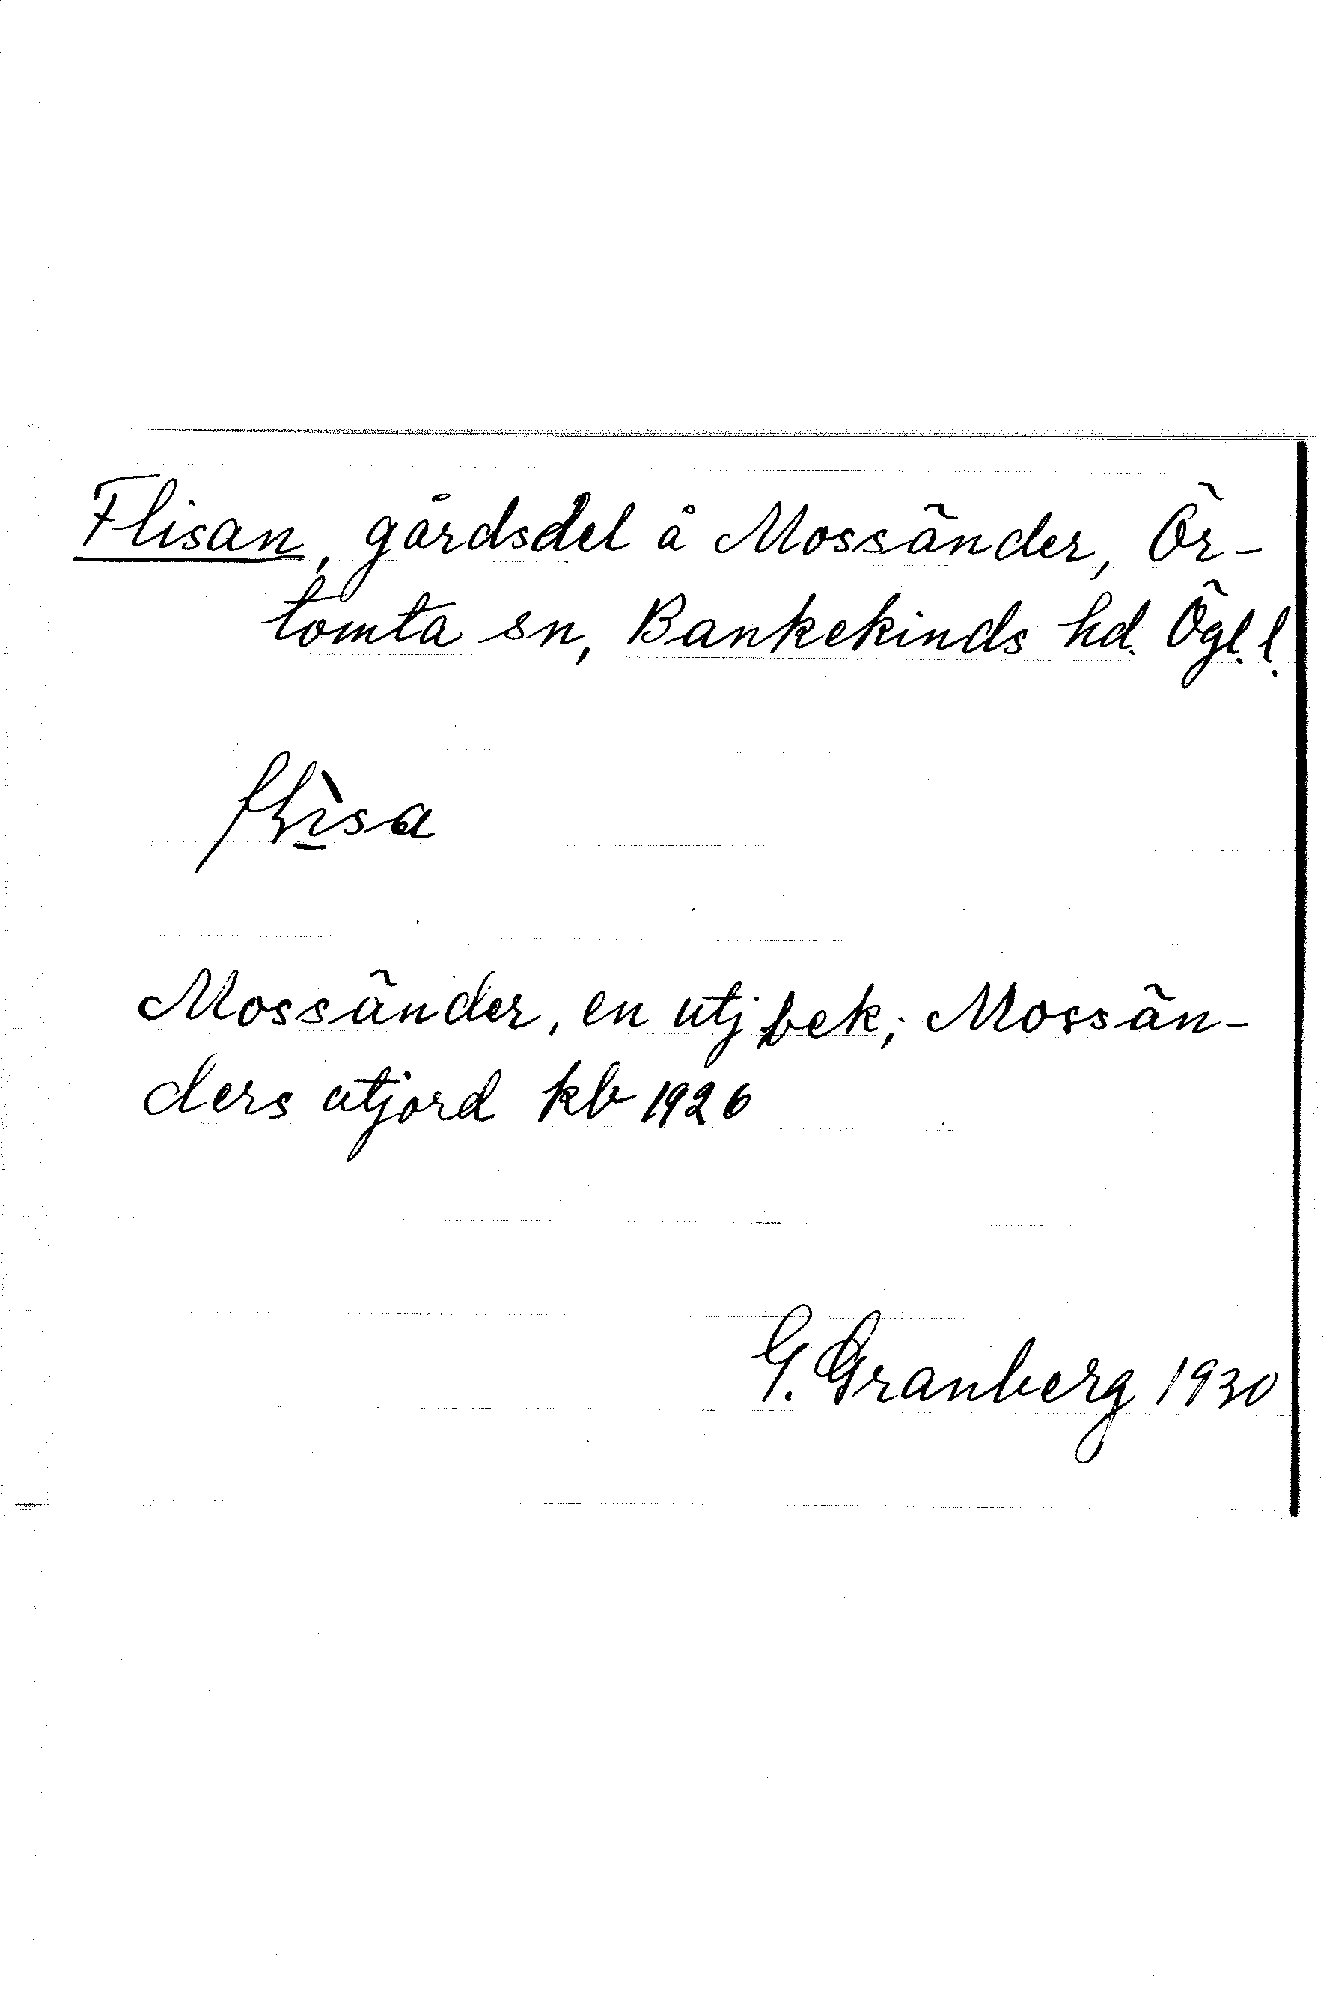 Flisan, gårdsdel å Mossänder, Ör-
tomta sn, Bankekinds hd. Ögl. l.
flìsa
Mossänder, en utj bek; Mossän-
ders utjord kb 1926
G. Granberg 1930